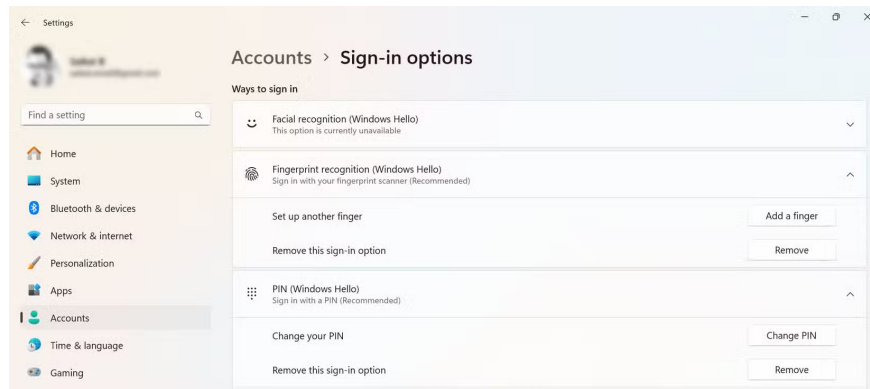 Settings
Accounts > Sign-in options
Ways to sign in
Find a setting
Home
System
Bluetooth & devices
Network & internet
Personalization
Apps
Accounts
Time & language
Gaming
Facial recognition (Windows Hello)
This option is currently unavailable
Fingerprint recognition (Windows Hello)
Sign in with your fingerprint scanner (Recommended)
Set up another finger
Add a finger
Remove this sign-in option
Remove
PIN (Windows Hello)
Sign in with a PIN (Recommended)
Change your PIN
Change PIN
Remove this sign-in option
Remove